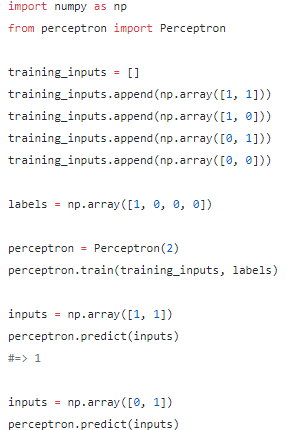 import numpy as np
from perceptron import Perceptron
training_inputs = []
training_inputs.append(np.array([1, 1]))
training_inputs.append(np.array([1, 0]))
training_inputs.append(np.array([0, 1]))
training_inputs.append(np.array([0, 0]))
labels = np.array([1, 0, 0, 0])
perceptron = Perceptron(2)
perceptron.train(training_inputs, labels)
inputs = np.array([1, 1])
perceptron.predict(inputs)
#=> 1
inputs = np.array([0, 1])
perceptron.predict(inputs)